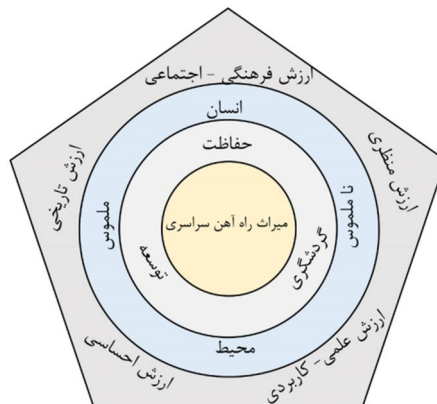 ارزش فرهنگی - اجتماعی
انسان
حفاظت
ارزش منظری
ارزش تاریخی
نا ملموس
ملموس
میراث راه آهن سراسری
گردشگری
توسعه
محیط
ارزش علمی- کاربردی
ارزش احساسی